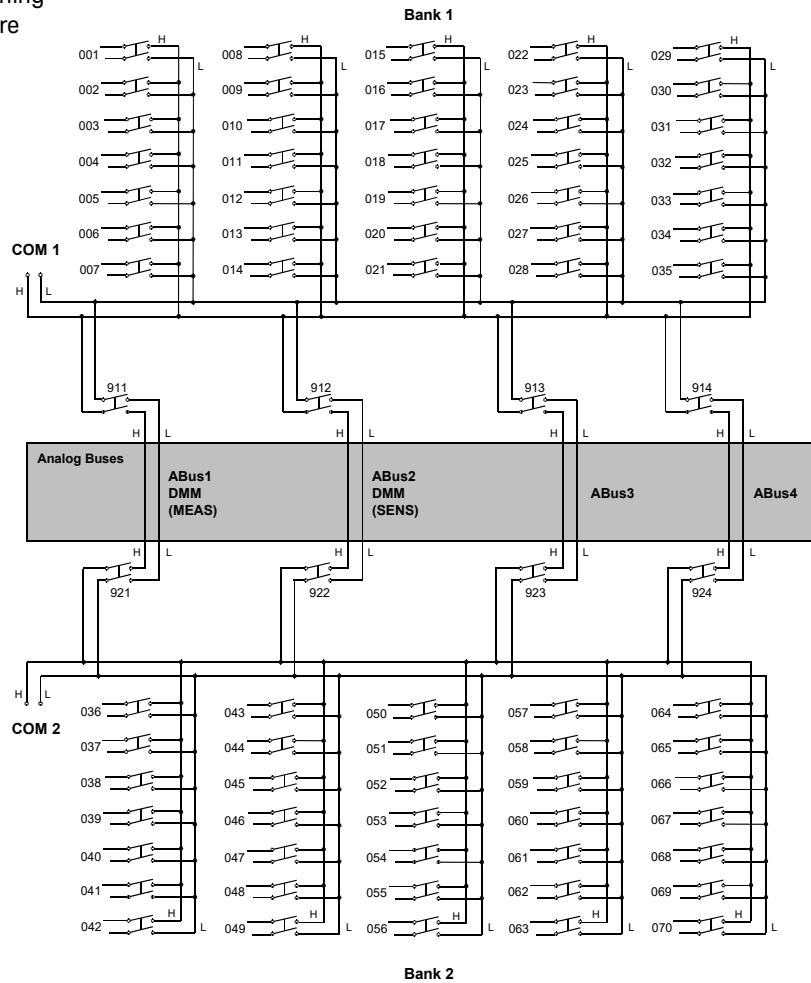 ning
re
Bank 1
H H H H H
001 008 015 022 029
L L L L L
002 009 016 023 030
003 010 017 024 031
004 011 018 025 032
005 012 019 026 033
006 013 020 027 034
COM 1
007 014 021 028 035
H L
911 912 913 914
H L H L H L H L
Analog Buses
ABus1
DMM
(MEAS)
ABus2
DMM
(SENS)
ABus3
ABus4
H L H L H L H L
921 922 923 924
H L
COM 2
036 043 050 057 064
037 044 051 058 065
038 045 052 059 066
039 046 053 060 067
040 047 054 061 068
041 048 055 062 069
H H H H H
042 049 056 063 070
L L L L L
Bank 2